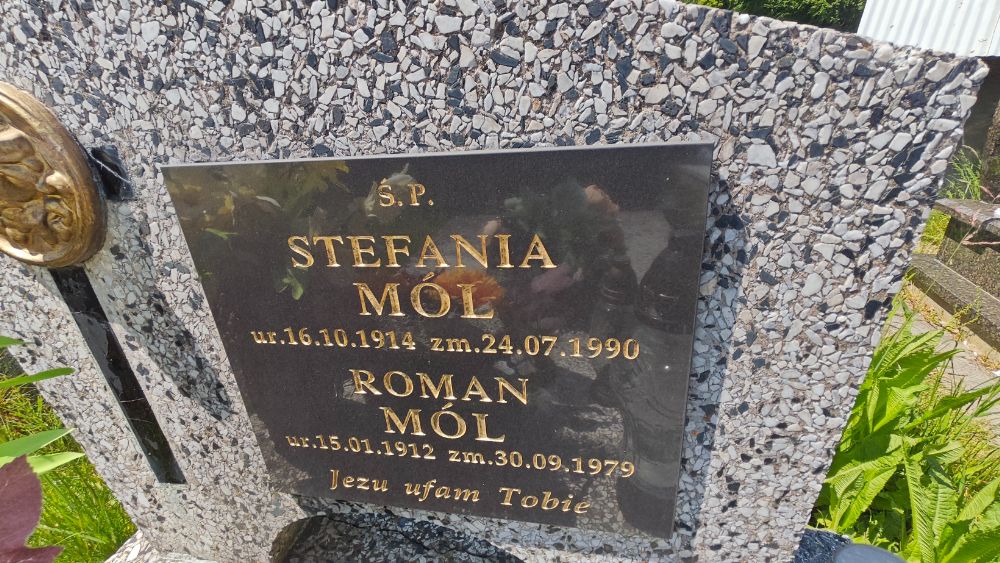 Ś.P.
STEFANIA
MÓL
ur.16.10.1914 zm.24.07.1990
ROMAN
MÓL
ur.15.01.1912 zm.30.09.1979
Jezu ufam Tobie